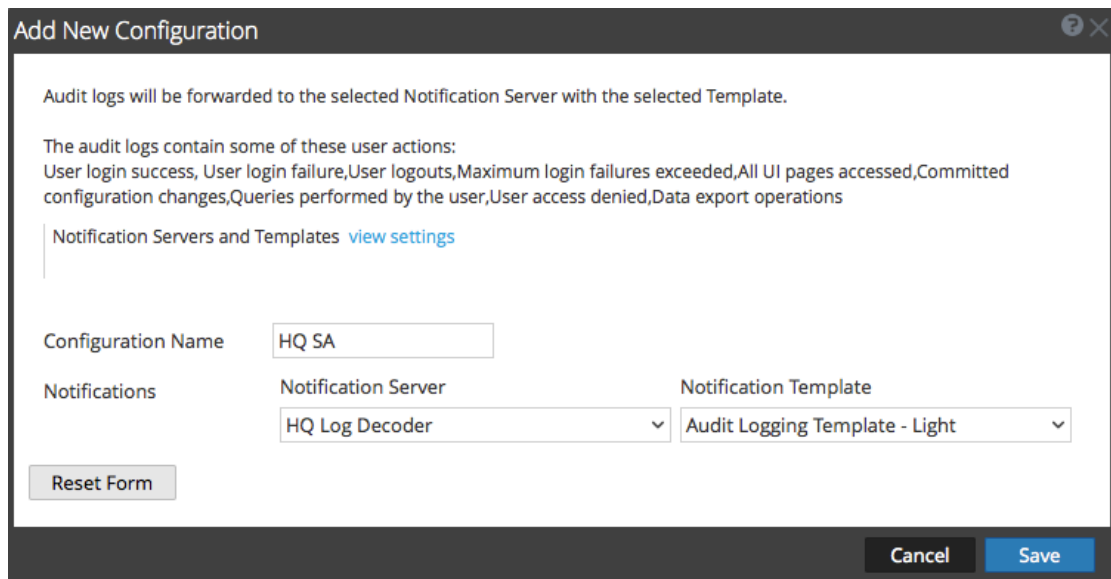 Add New Configuration
Audit logs will be forwarded to the selected Notification Server with the selected Template.
The audit logs contain some of these user actions:
User login success, User login failure,User logouts,Maximum login failures exceeded,All UI pages accessed,Committed
configuration changes,Queries performed by the user,User access denied,Data export operations
Notification Servers and Templates view settings
Configuration Name HQ SA
Notifications Notification Server Notification Template
HQ Log Decoder Audit Logging Template - Light
Reset Form
Cancel Save